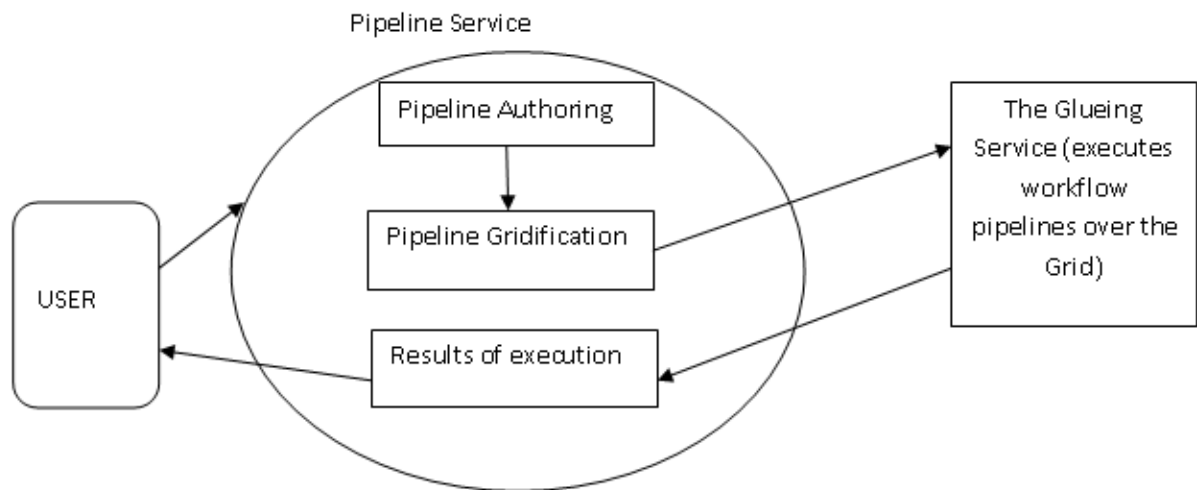 Pipeline Service
Pipeline Authoring
Pipeline Gridification
Results of execution
USER
The Glueing
Service (executes
workflow
pipelines over the
Grid)